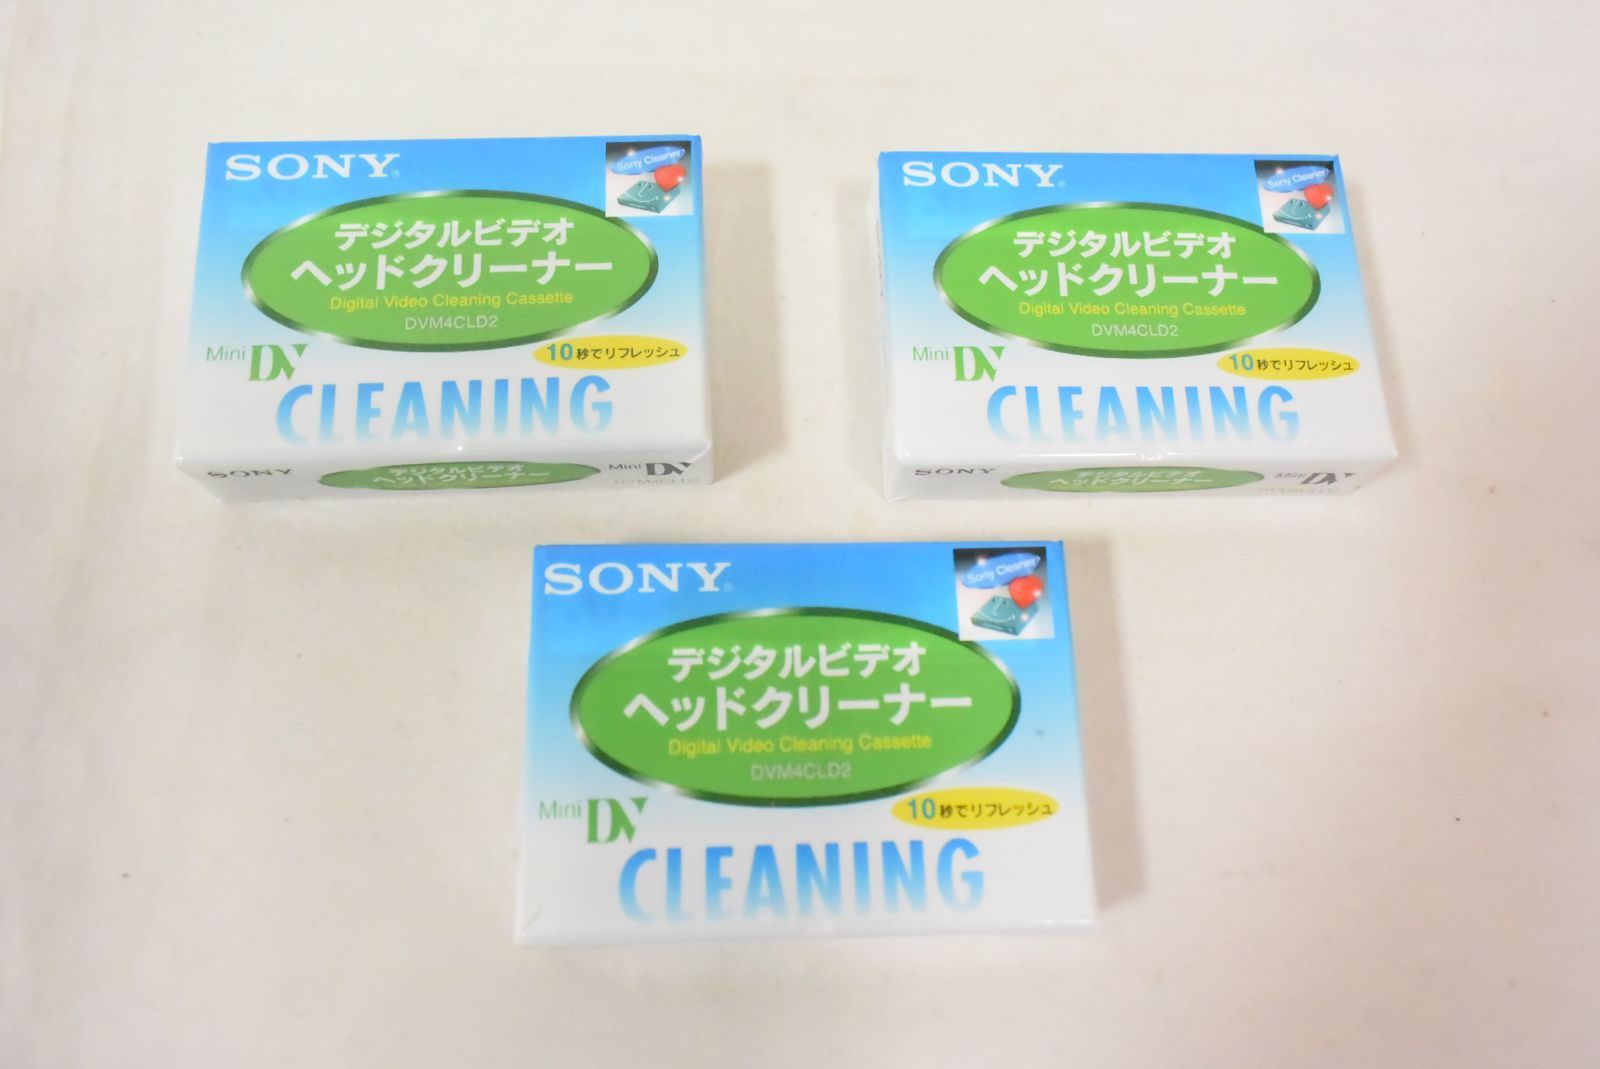 SONY
Sony Cleaner
デジタルビデオ
ヘッドクリーナー
Digital Video Cleaning Cassette
DVM4CLD2
Mini DV
10秒でリフレッシュ
CLEANING
SONY
デジタルビデオ
ヘッドクリーナー
Mini DV
DVM4CLD2
SONY
Sony Cleaner
デジタルビデオ
ヘッドクリーナー
Digital Video Cleaning Cassette
DVM4CLD2
Mini DV
10秒でリフレッシュ
CLEANING
SONY
デジタルビデオ
ヘッドクリーナー
Mini DV
DVM4CLD2
SONY
Sony Cleaner
デジタルビデオ
ヘッドクリーナー
Digital Video Cleaning Cassette
DVM4CLD2
Mini DV
10秒でリフレッシュ
CLEANING